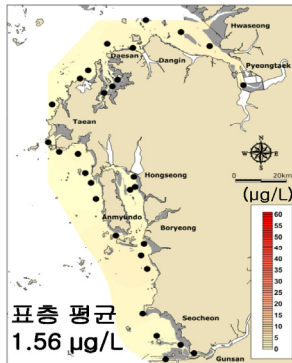 Hwaseong
Daesan
Dangin
Pyeongtaek
Taean
N
W E
S
0 20km
Hongseong
(μg/L)
Anmyundo
Boryeong
60
55
50
45
40
35
30
25
20
15
10
5
0
Seocheon
표층 평균
1.56 μg/L
Gunsan